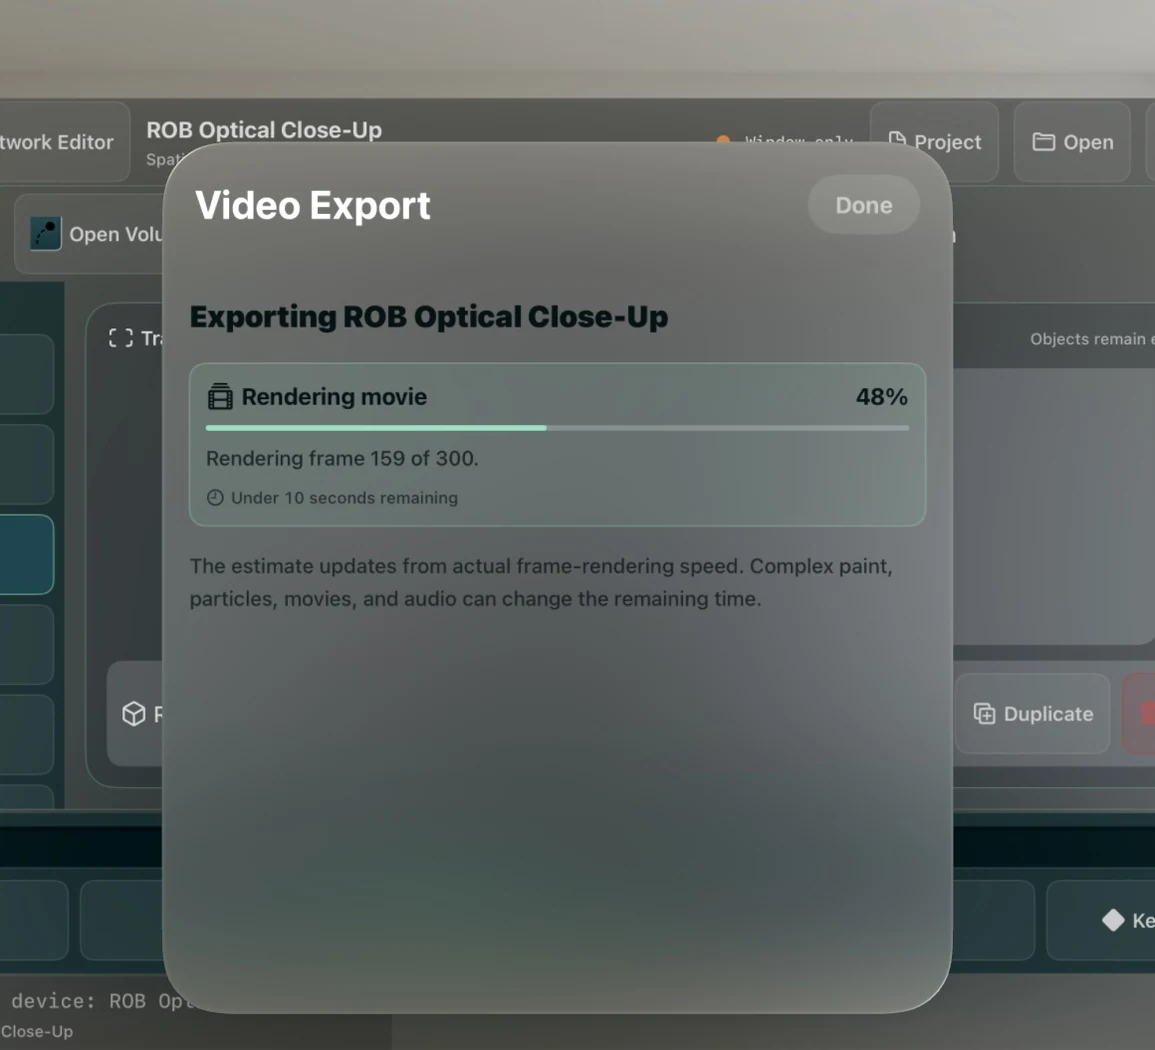 twork Editor
ROB Optical Close-Up
Window only
Project
Open
Video Export
Done
Open
Exporting ROB Optical Close-Up
Objects remain
Rendering movie
48%
Rendering frame 159 of 300.
Under 10 seconds remaining
The estimate updates from actual frame-rendering speed. Complex paint,
particles, movies, and audio can change the remaining time.
Duplicate
device: ROB
Close-Up